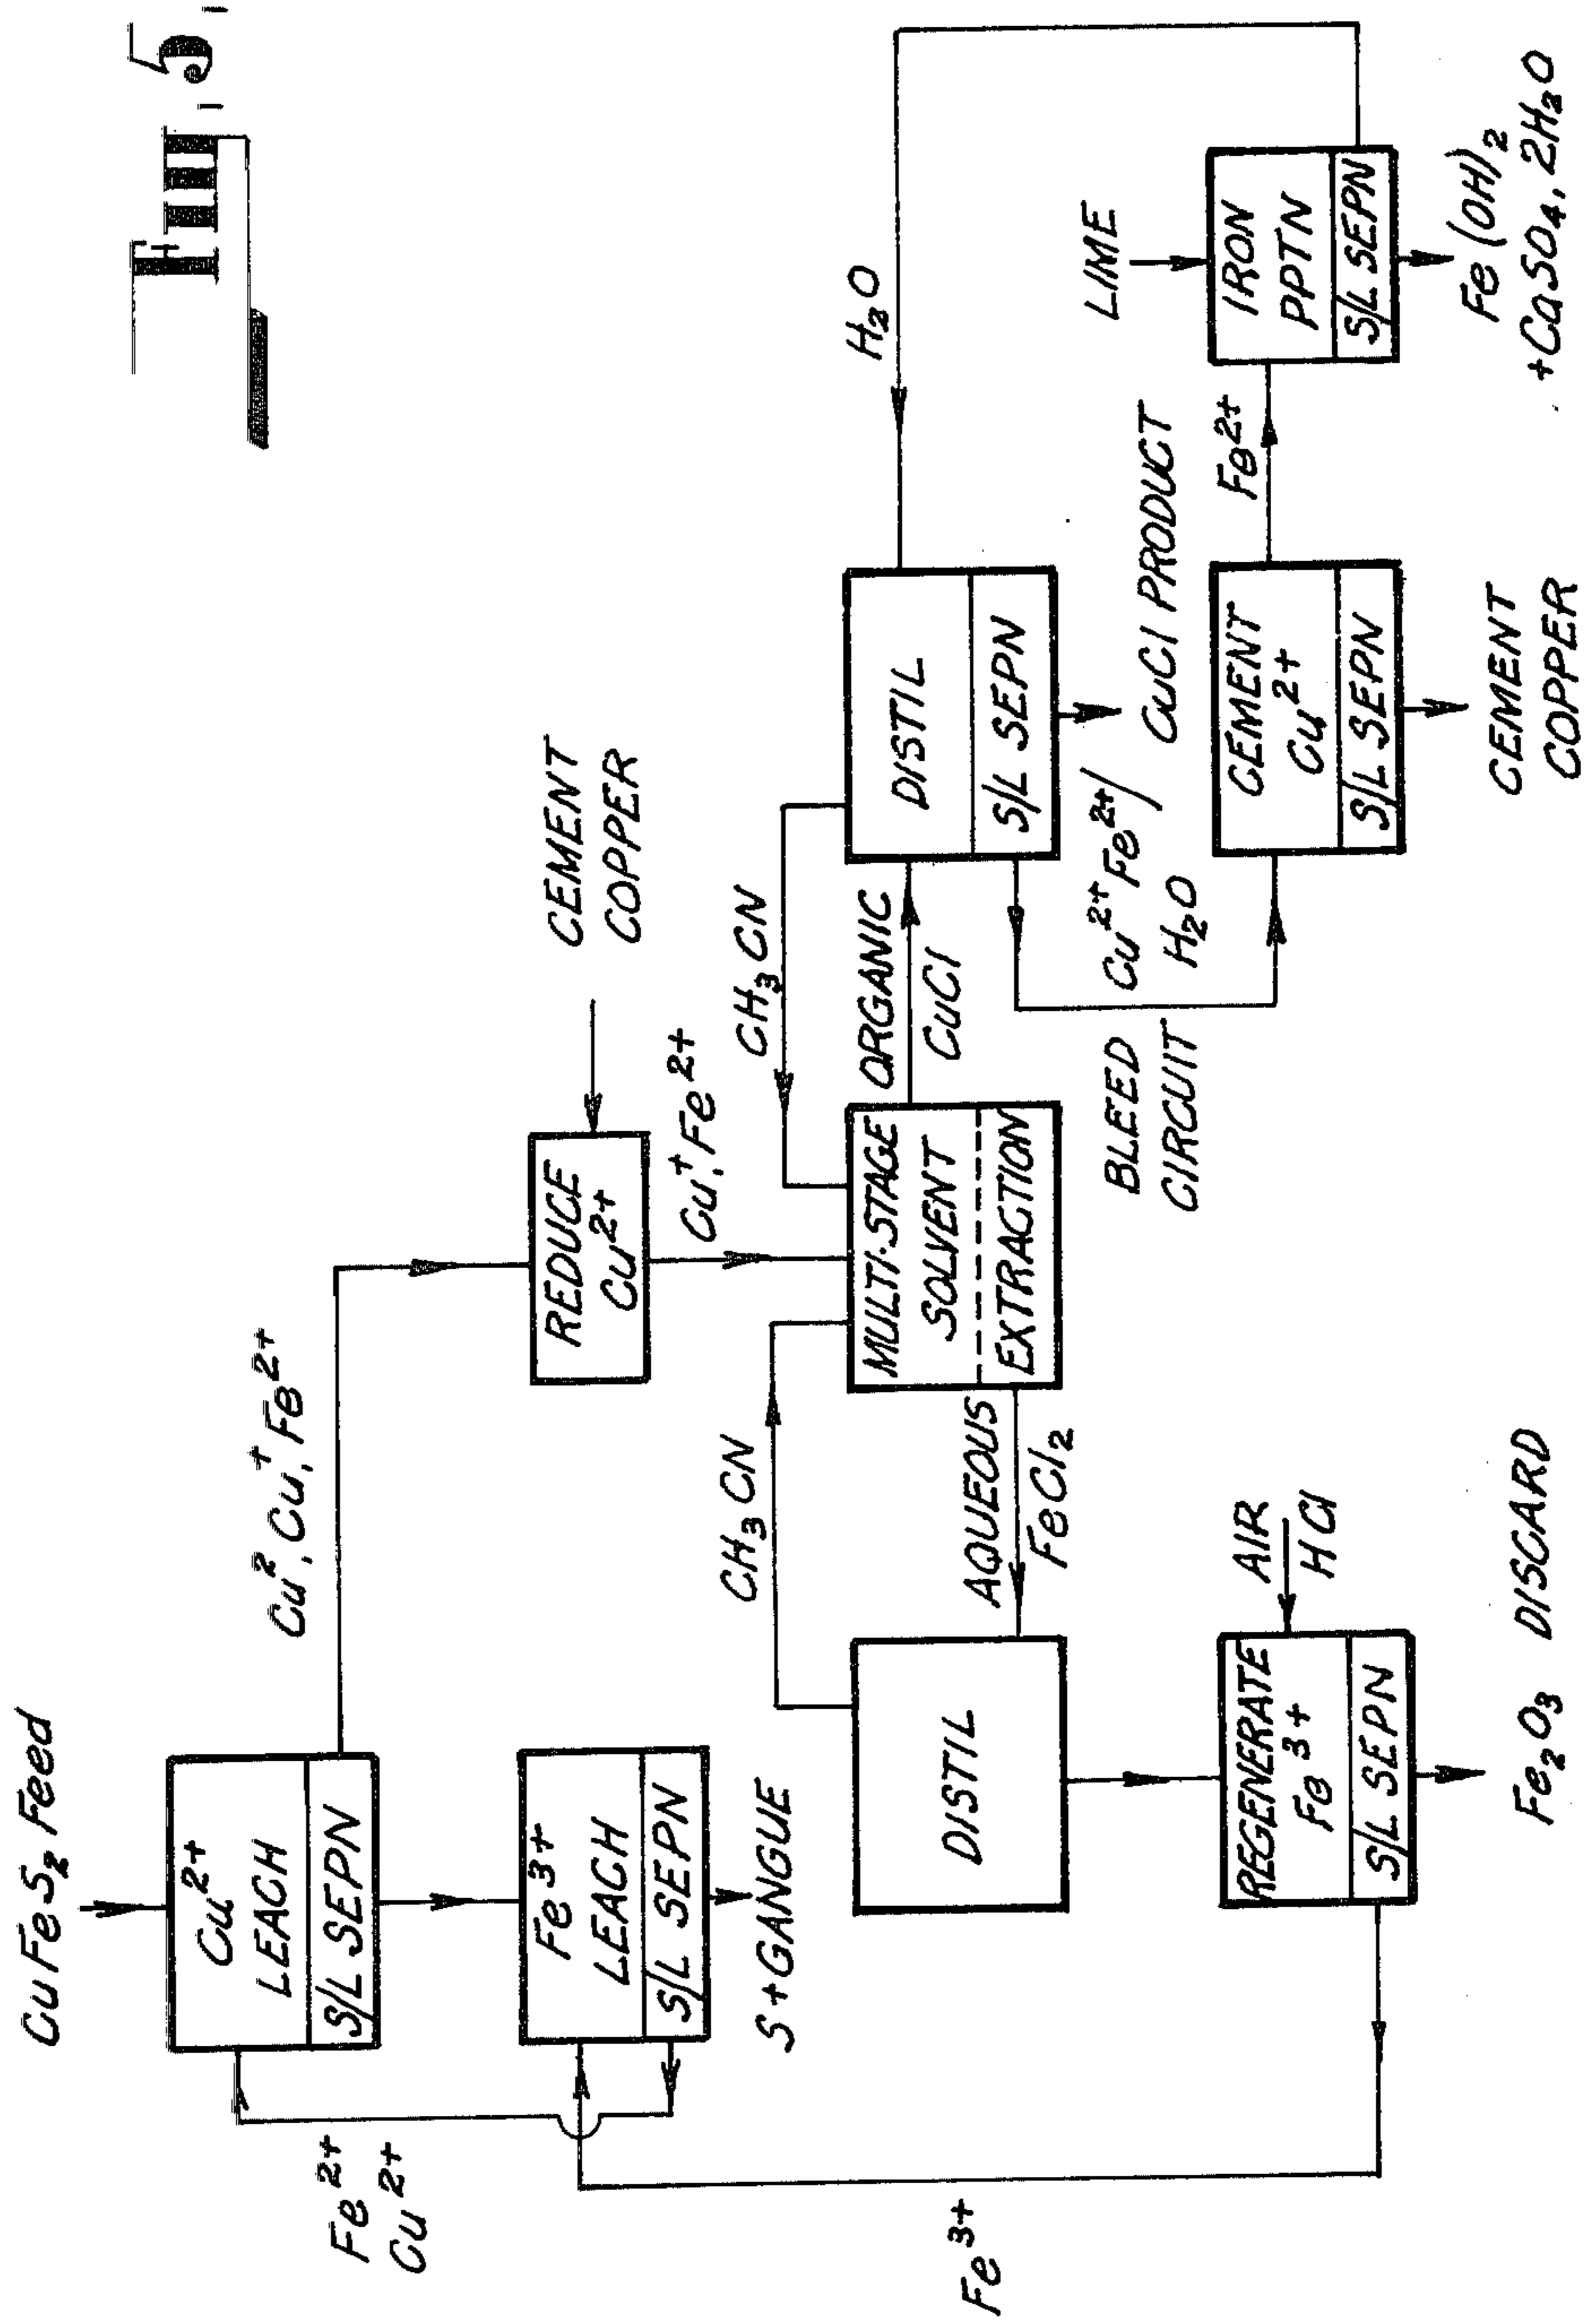 Fig. 5.
CuFeS2 Feed
Cu2+
LEACH
S/L SEPN
Cu2, Cu,+ Fe2+
Fe2+
Cu2+
Fe3+
LEACH
S/L SEPN
S+GANGUE
REDUCE
Cu2+
CEMENT
COPPER
Cu,+ Fe2+
CH3CN
CH3CN
H2O
DISTIL
AQUEOUS
FeCl2
MULTI-STAGE
SOLVENT
EXTRACTION
ORGANIC
CuCl
DISTIL
S/L SEPN
CuCl PRODUCT
Cu2+ Fe2+/
H2O
BLEED
CIRCUIT
Fe3+
REGENERATE
Fe3+
S/L SEPN
AIR
HCl
Fe2O3 DISCARD
CEMENT
Cu2+
S/L SEPN
CEMENT
COPPER
Fe2+
LIME
IRON
PPTN
S/L SEPN
Fe(OH)2
+CaSO4, 2H2O